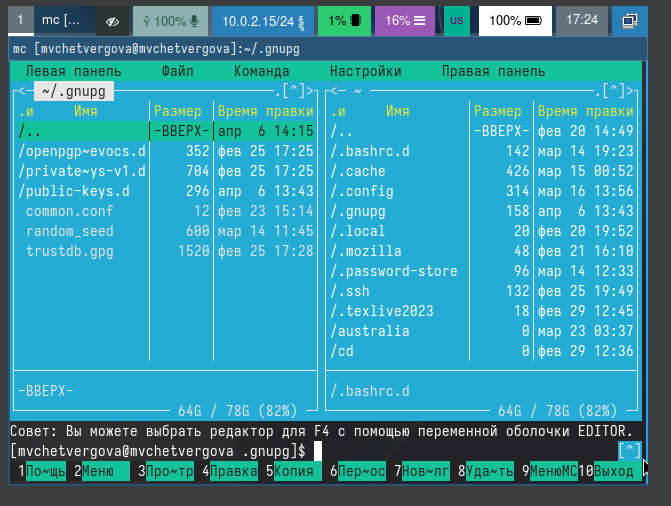 1 mc [... 100% 10.0.2.15/24 1% 16% us 100% 17:24
mc [mvchetvergova@mvchetvergova]:~/.gnupg
Левая панель Файл Команда Настройки Правая панель
<─ ~/.gnupg ─.[^]> <─ ~ ─.[^]>
.и Имя Размер Время правки .и Имя Размер Время правки
/.. -ВВЕРХ- апр 6 14:15 /.. -ВВЕРХ- фев 20 14:49
/openpgp~evocs.d 352 фев 25 17:25 /.bashrc.d 142 мар 14 19:23
/private~ys-v1.d 704 фев 25 17:25 /.cache 426 мар 15 00:52
/public-keys.d 296 апр 6 13:43 /.config 314 мар 16 13:56
common.conf 12 фев 23 15:14 /.gnupg 158 апр 6 13:43
random_seed 600 мар 14 11:45 /.local 20 фев 20 19:52
trustdb.gpg 1520 фев 25 17:28 /.mozilla 48 фев 21 16:10
/.password-store 96 мар 14 12:33
/.ssh 132 фев 25 19:49
/.texlive2023 18 фев 29 12:45
/australia 0 мар 23 03:37
/cd 0 фев 29 12:36
-ВВЕРХ- /.bashrc.d
64G / 78G (82%) 64G / 78G (82%)
Совет: Вы можете выбрать редактор для F4 с помощью переменной оболочки EDITOR.
[mvchetvergova@mvchetvergova .gnupg]$ [^]
1По~щь 2Меню 3Про~тр 4Правка 5Копия 6Пер~ос 7Нов~лг 8Уда~ть 9МенюMC 10Выход